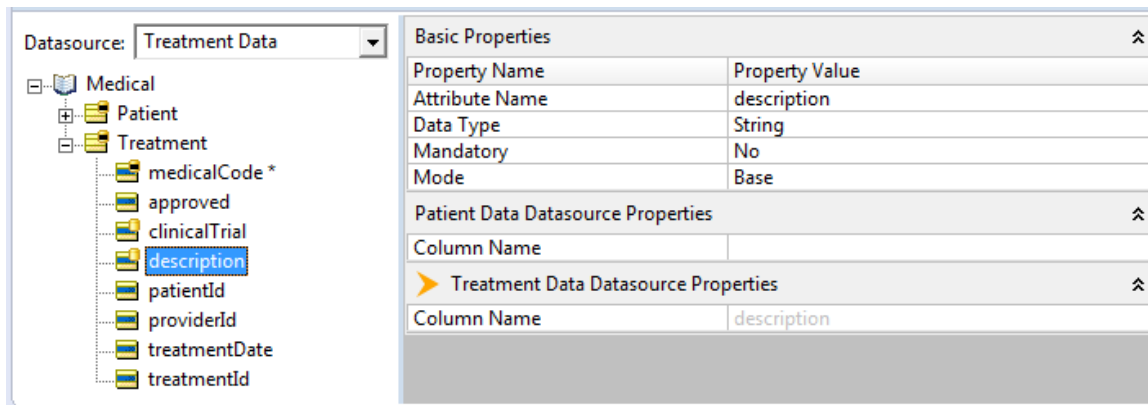 Datasource: Treatment Data
Medical
Patient
Treatment
medicalCode *
approved
clinicalTrial
description
patientId
providerId
treatmentDate
treatmentId
Basic Properties
Property Name Property Value
Attribute Name description
Data Type String
Mandatory No
Mode Base
Patient Data Datasource Properties
Column Name
Treatment Data Datasource Properties
Column Name description